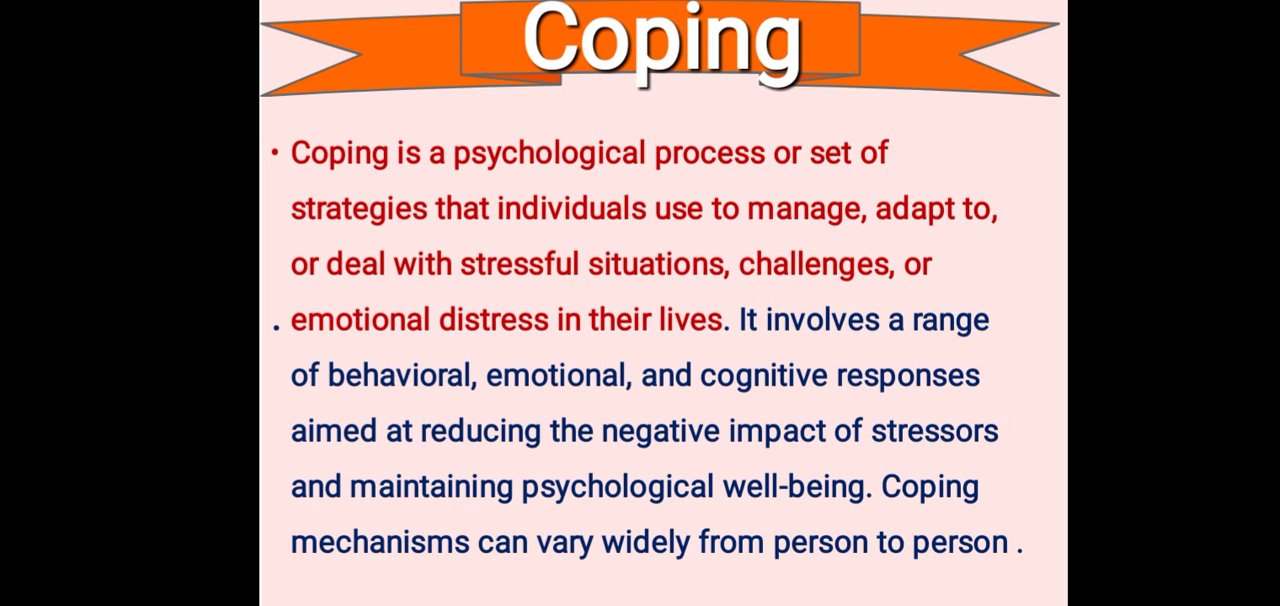 Coping
• Coping is a psychological process or set of
strategies that individuals use to manage, adapt to,
or deal with stressful situations, challenges, or
. emotional distress in their lives. It involves a range
of behavioral, emotional, and cognitive responses
aimed at reducing the negative impact of stressors
and maintaining psychological well-being. Coping
mechanisms can vary widely from person to person .